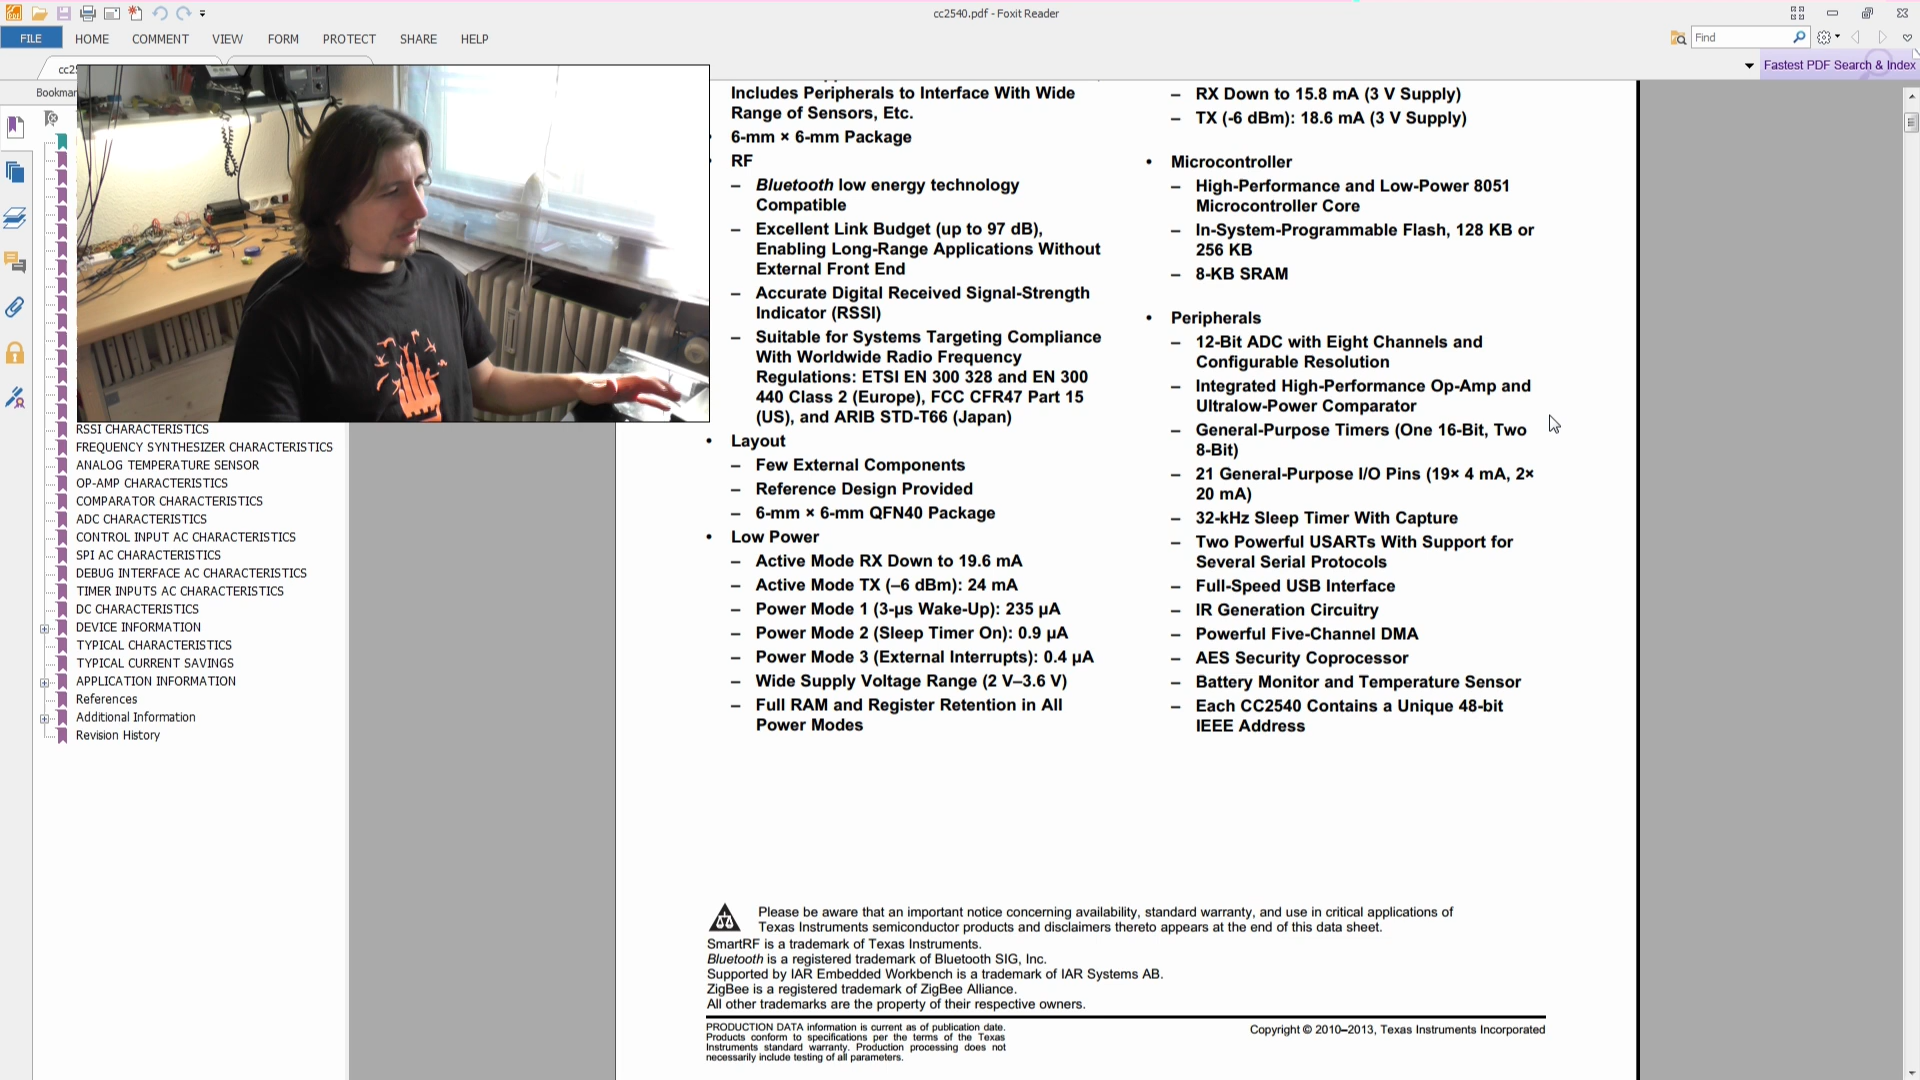 cc2540.pdf - Foxit Reader
FILE
HOME
COMMENT
VIEW
FORM
PROTECT
SHARE
HELP
Find
Fastest PDF Search & Index
RSSI CHARACTERISTICS
FREQUENCY SYNTHESIZER CHARACTERISTICS
ANALOG TEMPERATURE SENSOR
OP-AMP CHARACTERISTICS
COMPARATOR CHARACTERISTICS
ADC CHARACTERISTICS
CONTROL INPUT AC CHARACTERISTICS
SPI AC CHARACTERISTICS
DEBUG INTERFACE AC CHARACTERISTICS
TIMER INPUTS AC CHARACTERISTICS
DC CHARACTERISTICS
DEVICE INFORMATION
TYPICAL CHARACTERISTICS
TYPICAL CURRENT SAVINGS
APPLICATION INFORMATION
References
Additional Information
Revision History
Includes Peripherals to Interface With Wide
Range of Sensors, Etc.
6-mm × 6-mm Package
RF
– Bluetooth low energy technology
Compatible
– Excellent Link Budget (up to 97 dB),
Enabling Long-Range Applications Without
External Front End
– Accurate Digital Received Signal-Strength
Indicator (RSSI)
– Suitable for Systems Targeting Compliance
With Worldwide Radio Frequency
Regulations: ETSI EN 300 328 and EN 300
440 Class 2 (Europe), FCC CFR47 Part 15
(US), and ARIB STD-T66 (Japan)
• Layout
– Few External Components
– Reference Design Provided
– 6-mm × 6-mm QFN40 Package
• Low Power
– Active Mode RX Down to 19.6 mA
– Active Mode TX (–6 dBm): 24 mA
– Power Mode 1 (3-µs Wake-Up): 235 µA
– Power Mode 2 (Sleep Timer On): 0.9 µA
– Power Mode 3 (External Interrupts): 0.4 µA
– Wide Supply Voltage Range (2 V–3.6 V)
– Full RAM and Register Retention in All
Power Modes
– RX Down to 15.8 mA (3 V Supply)
– TX (-6 dBm): 18.6 mA (3 V Supply)
• Microcontroller
– High-Performance and Low-Power 8051
Microcontroller Core
– In-System-Programmable Flash, 128 KB or
256 KB
– 8-KB SRAM
• Peripherals
– 12-Bit ADC with Eight Channels and
Configurable Resolution
– Integrated High-Performance Op-Amp and
Ultralow-Power Comparator
– General-Purpose Timers (One 16-Bit, Two
8-Bit)
– 21 General-Purpose I/O Pins (19× 4 mA, 2×
20 mA)
– 32-kHz Sleep Timer With Capture
– Two Powerful USARTs With Support for
Several Serial Protocols
– Full-Speed USB Interface
– IR Generation Circuitry
– Powerful Five-Channel DMA
– AES Security Coprocessor
– Battery Monitor and Temperature Sensor
– Each CC2540 Contains a Unique 48-bit
IEEE Address
Please be aware that an important notice concerning availability, standard warranty, and use in critical applications of
Texas Instruments semiconductor products and disclaimers thereto appears at the end of this data sheet.
SmartRF is a trademark of Texas Instruments.
Bluetooth is a registered trademark of Bluetooth SIG, Inc.
Supported by IAR Embedded Workbench is a trademark of IAR Systems AB.
ZigBee is a registered trademark of ZigBee Alliance.
All other trademarks are the property of their respective owners.
PRODUCTION DATA information is current as of publication date.
Products conform to specifications per the terms of the Texas
Instruments standard warranty. Production processing does not
necessarily include testing of all parameters.
Copyright © 2010–2013, Texas Instruments Incorporated